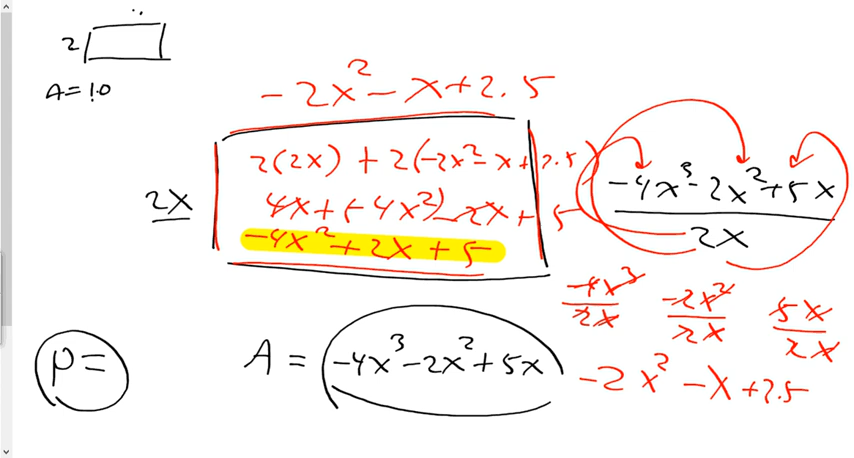 2
A = 10
-2x² - x + 2.5
2(2x) + 2(-2x² - x + 2.5)
4x + (-4x²) - 2x + 5
-4x² + 2x + 5
2x
-4x³ - 2x² + 5x
2x
-4x³ -2x² 5x
2x 2x 2x
-2x² - x + 2.5
P =
A = -4x³ - 2x² + 5x